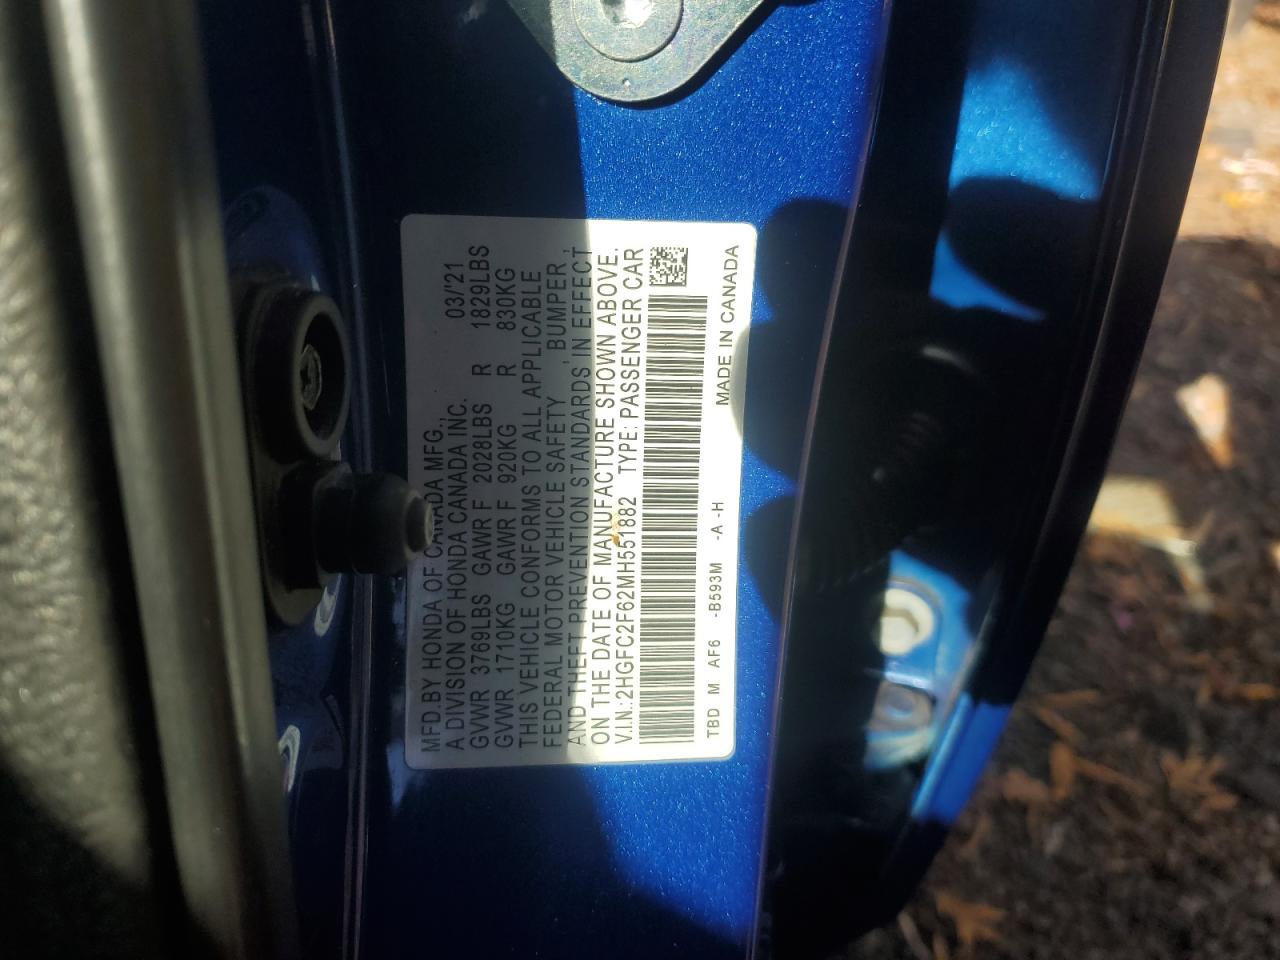 MFD.BY HONDA OF CANADA MFG., 03/'21
A DIVISION OF HONDA CANADA INC.
GVWR 3769LBS GAWR F 2028LBS R 1829LBS
GVWR 1710KG GAWR F 920KG R 830KG
THIS VEHICLE CONFORMS TO ALL APPLICABLE
FEDERAL MOTOR VEHICLE SAFETY , BUMPER ,
AND THEFT PREVENTION STANDARDS IN EFFECT
ON THE DATE OF MANUFACTURE SHOWN ABOVE.
V.I.N.:2HGFC2F62MH551882 TYPE: PASSENGER CAR
TBD M AF6 -B593M -A -H MADE IN CANADA